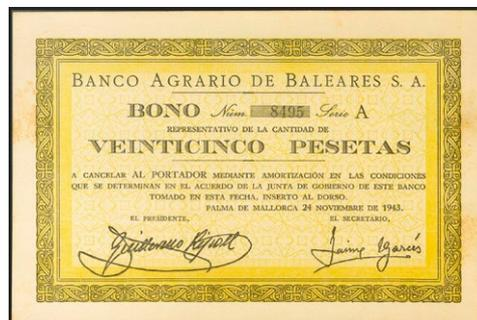 BANCO AGRARIO DE BALEARES S. A.
BONO Núm. 8495 Serie A
REPRESENTATIVO DE LA CANTIDAD DE
VEINTICINCO PESETAS
A CANCELAR AL PORTADOR MEDIANTE AMORTIZACIÓN EN LAS CONDICIONES
QUE SE DETERMINAN EN EL ACUERDO DE LA JUNTA DE GOBIERNO DE ESTE BANCO
TOMADO EN ESTA FECHA, INSERTO AL DORSO.
PALMA DE MALLORCA 24 NOVIEMBRE DE 1943.
EL PRESIDENTE, EL SECRETARIO,
Guillermo Jaime Garcés